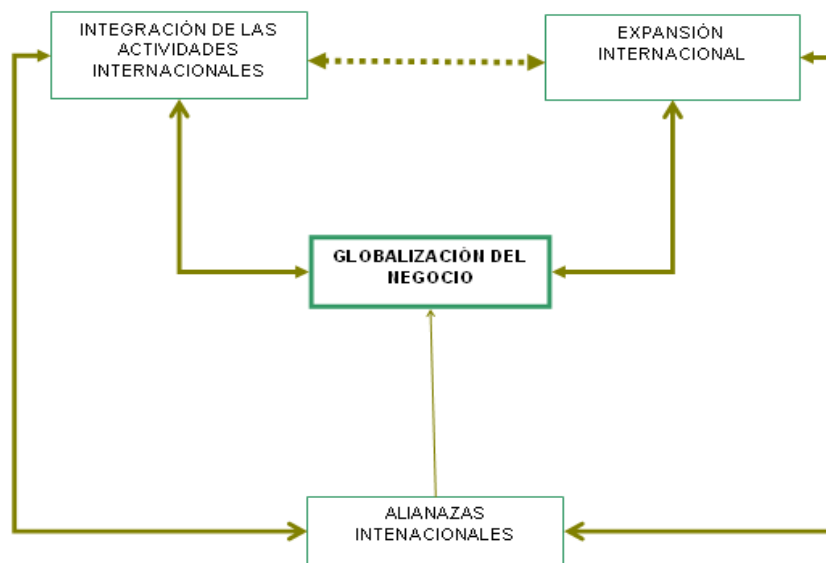 INTEGRACIÓN DE LAS
ACTIVIDADES
INTERNACIONALES
EXPANSIÓN
INTERNACIONAL
GLOBALIZACIÓN DEL
NEGOCIO
ALIANAZAS
INTENACIONALES